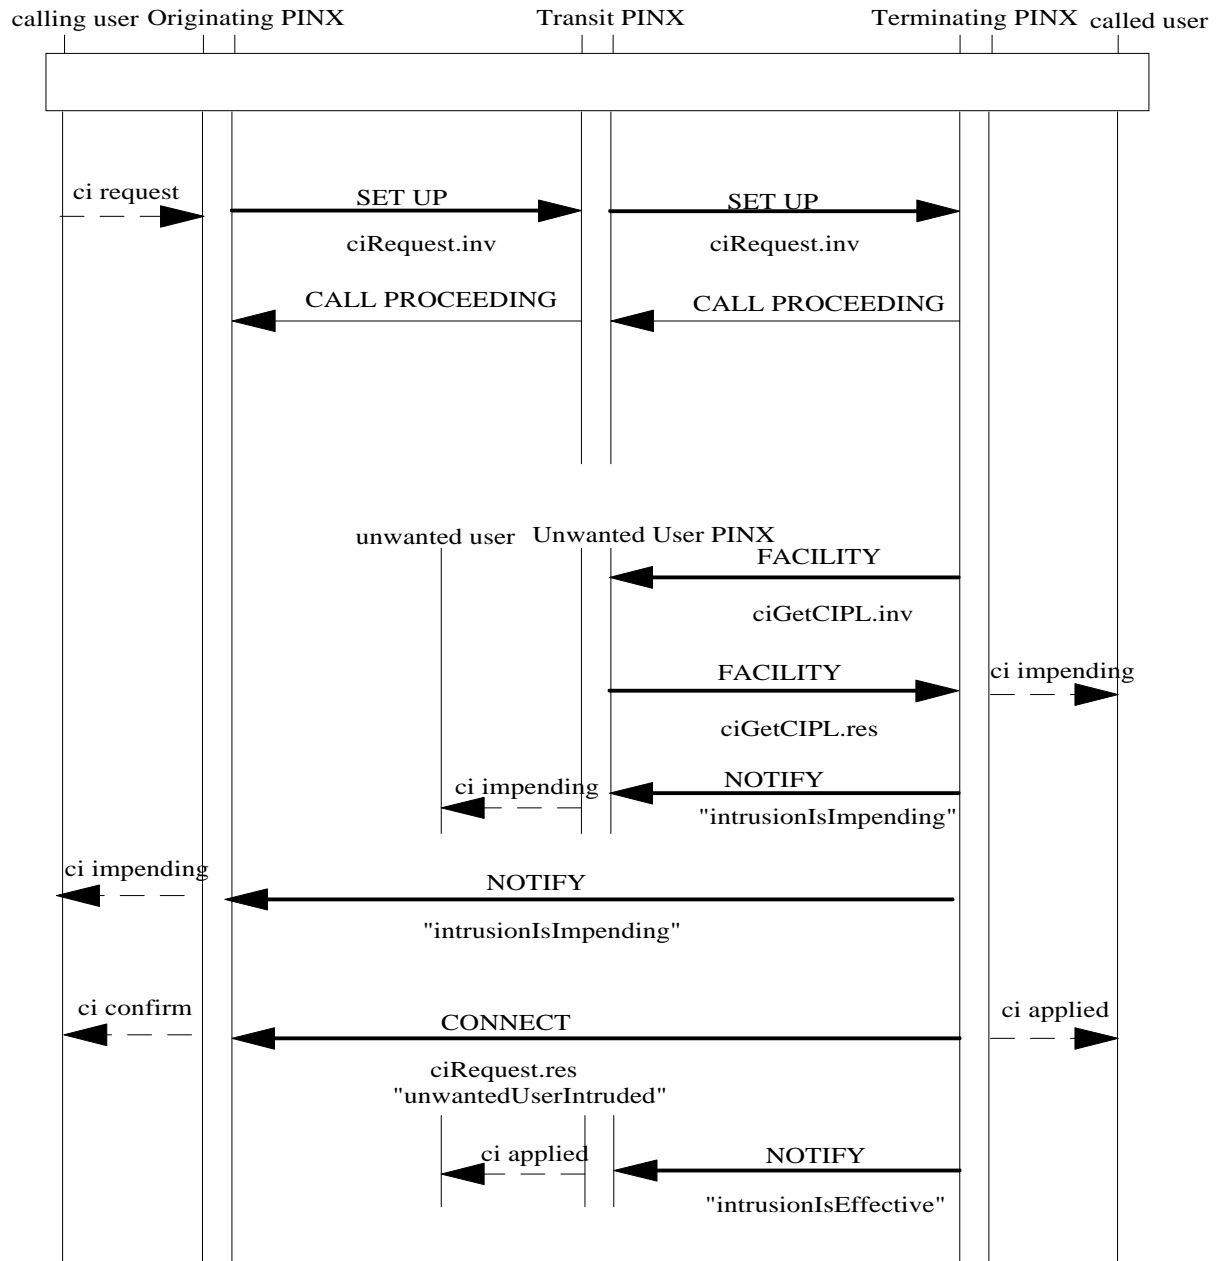 calling user Originating PINX Transit PINX Terminating PINX called user
ci request SET UP SET UP
ciRequest.inv ciRequest.inv
CALL PROCEEDING CALL PROCEEDING
unwanted user Unwanted User PINX
FACILITY
ciGetCIPL.inv
FACILITY ci impending
ciGetCIPL.res
ci impending NOTIFY
"intrusionIsImpending"
ci impending NOTIFY
"intrusionIsImpending"
ci confirm CONNECT ci applied
ciRequest.res
"unwantedUserIntruded"
ci applied NOTIFY
"intrusionIsEffective"